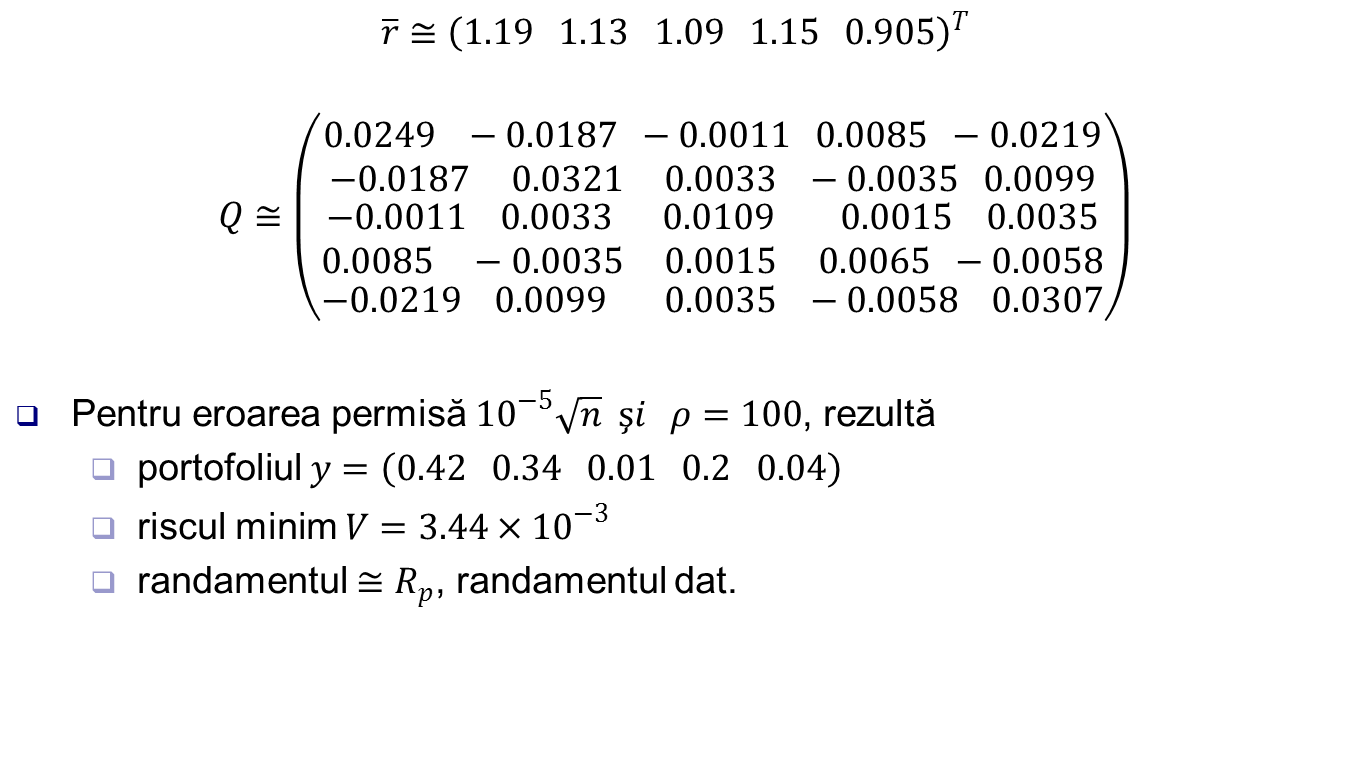 r̅ ≅ (1.19 1.13 1.09 1.15 0.905)ᵀ
0.0249 − 0.0187 − 0.0011 0.0085 − 0.0219
−0.0187 0.0321 0.0033 − 0.0035 0.0099
Q ≅ −0.0011 0.0033 0.0109 0.0015 0.0035
0.0085 − 0.0035 0.0015 0.0065 − 0.0058
−0.0219 0.0099 0.0035 − 0.0058 0.0307
Pentru eroarea permisă 10⁻⁵√n şi ρ = 100, rezultă
portofoliul y = (0.42 0.34 0.01 0.2 0.04)
riscul minim V = 3.44 × 10⁻³
randamentul ≅ Rₚ, randamentul dat.